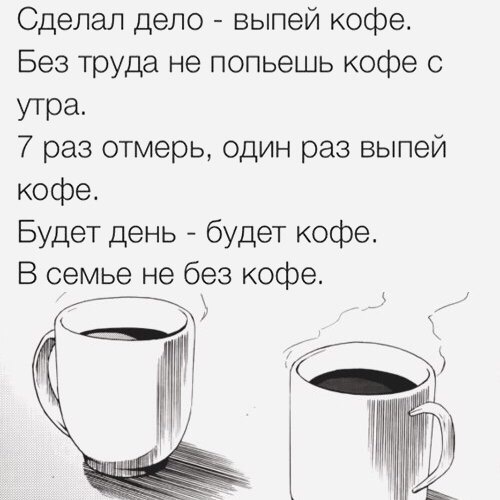 Сделал дело - выпей кофе.
Без труда не попьешь кофе с
утра.
7 раз отмерь, один раз выпей
кофе.
Будет день - будет кофе.
В семье не без кофе.